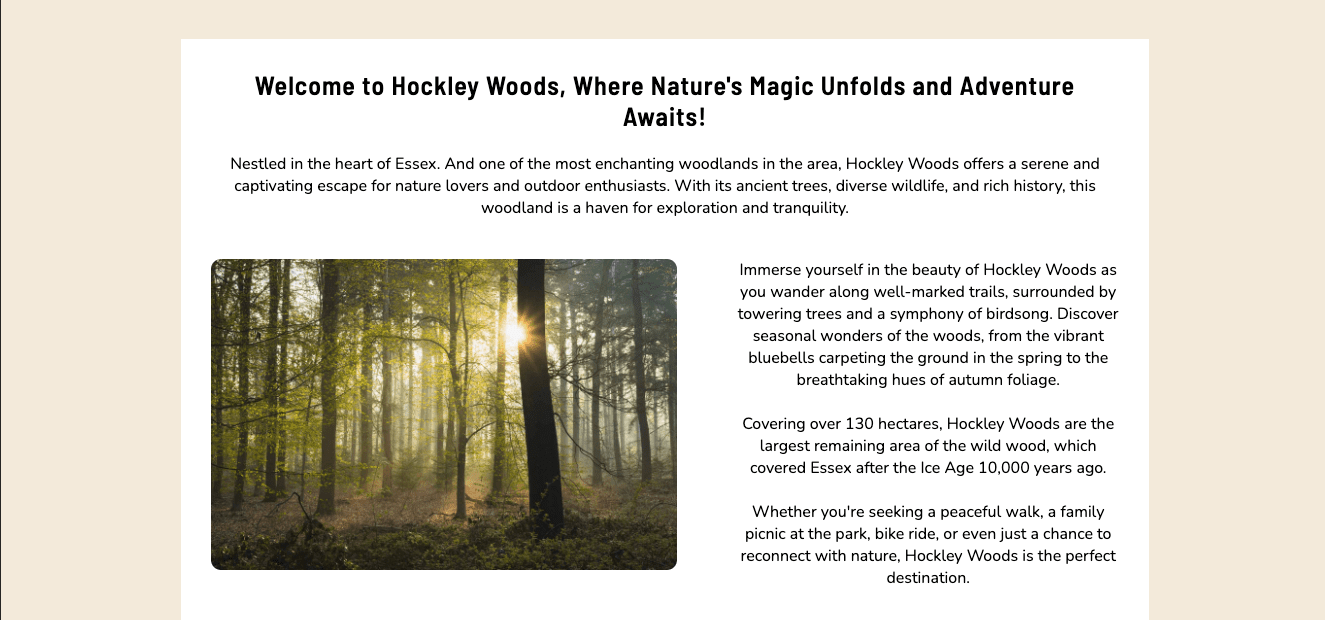 Welcome to Hockley Woods, Where Nature's Magic Unfolds and Adventure
Awaits!
Nestled in the heart of Essex. And one of the most enchanting woodlands in the area, Hockley Woods offers a serene and
captivating escape for nature lovers and outdoor enthusiasts. With its ancient trees, diverse wildlife, and rich history, this
woodland is a haven for exploration and tranquility.
Immerse yourself in the beauty of Hockley Woods as
you wander along well-marked trails, surrounded by
towering trees and a symphony of birdsong. Discover
seasonal wonders of the woods, from the vibrant
bluebells carpeting the ground in the spring to the
breathtaking hues of autumn foliage.
Covering over 130 hectares, Hockley Woods are the
largest remaining area of the wild wood, which
covered Essex after the Ice Age 10,000 years ago.
Whether you're seeking a peaceful walk, a family
picnic at the park, bike ride, or even just a chance to
reconnect with nature, Hockley Woods is the perfect
destination.